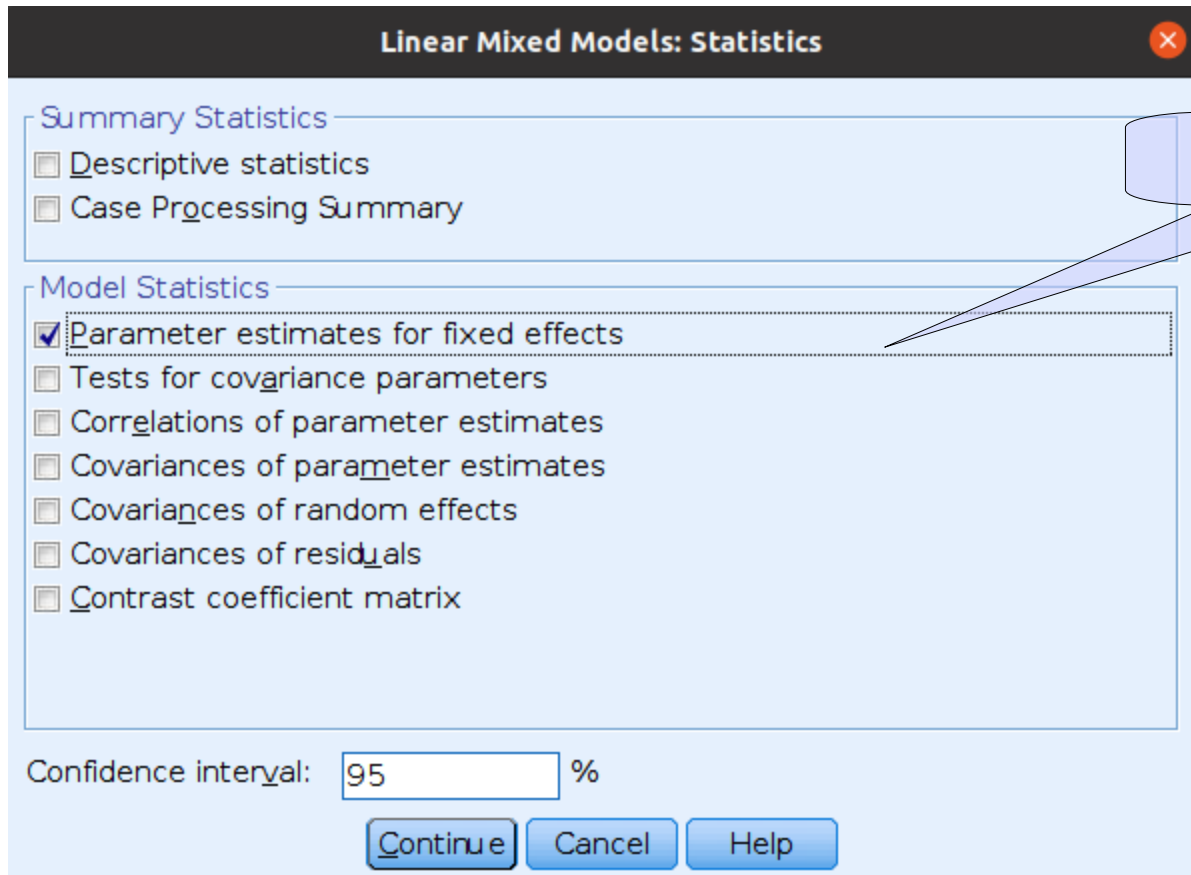 Linear Mixed Models: Statistics
Summary Statistics
Descriptive statistics
Case Processing Summary
Model Statistics
Parameter estimates for fixed effects
Tests for covariance parameters
Correlations of parameter estimates
Covariances of parameter estimates
Covariances of random effects
Covariances of residuals
Contrast coefficient matrix
Confidence interval: 95 %
Continue Cancel Help